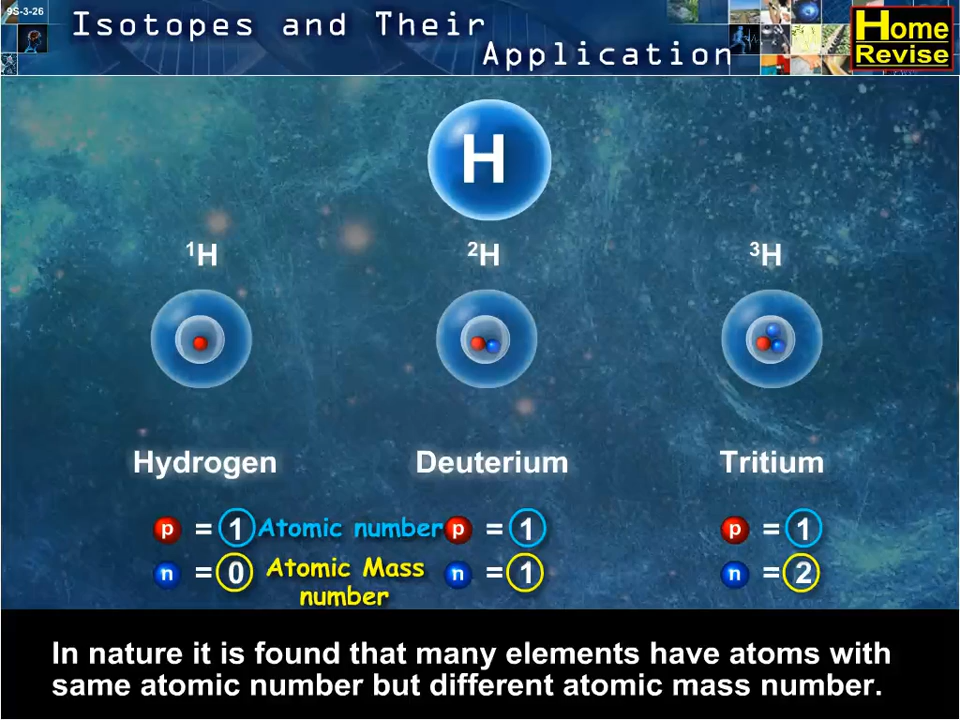 9S-3-26
Isotopes and Their
Application
Home
Revise
H
¹H ²H ³H
Hydrogen Deuterium Tritium
p = 1 Atomic number p = 1 p = 1
n = 0 Atomic Mass n = 1 n = 2
number
In nature it is found that many elements have atoms with
same atomic number but different atomic mass number.